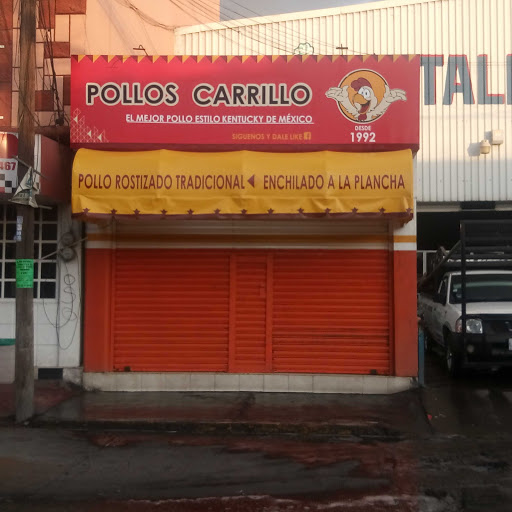 POLLOS CARRILLO
EL MEJOR POLLO ESTILO KENTUCKY DE MÉXICO
SIGUENOS Y DALE LIKE
DESDE
1992
POLLO ROSTIZADO TRADICIONAL ENCHILADO A LA PLANCHA
TAL
467